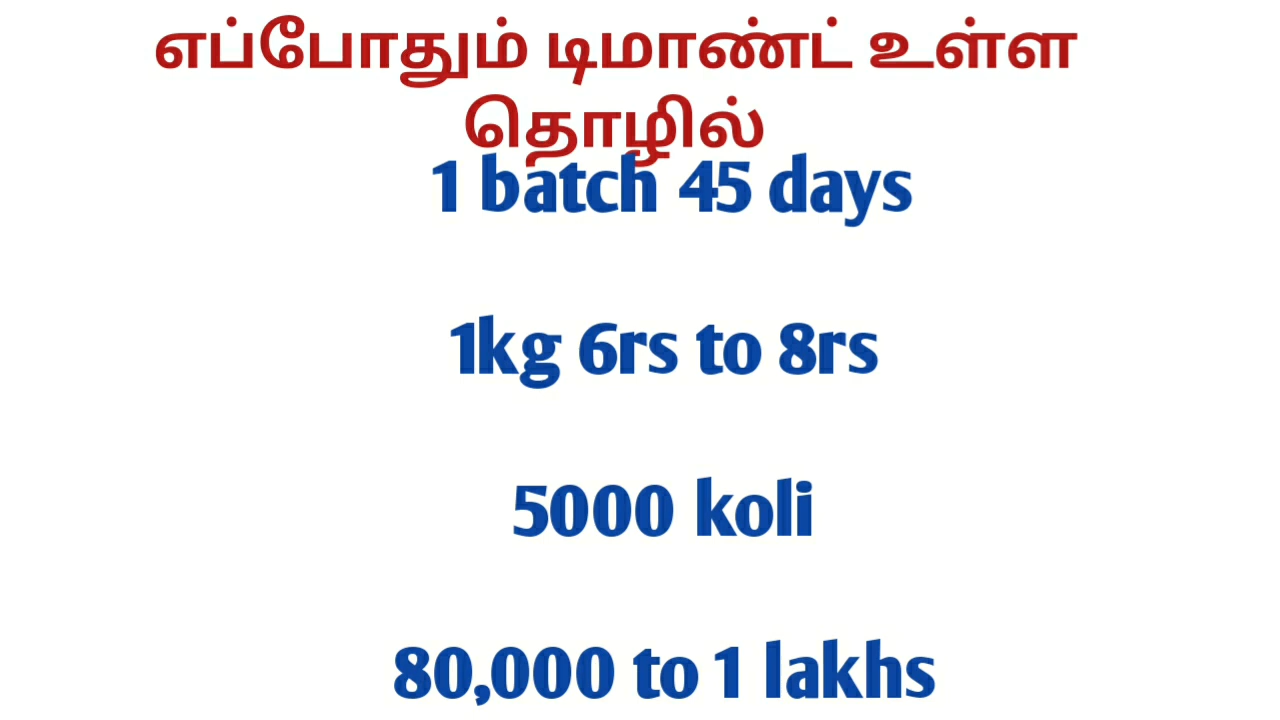 எப்போதும் டிமாண்ட் உள்ள
தொழில்
1 batch 45 days
1kg 6rs to 8rs
5000 koli
80,000 to 1 lakhs